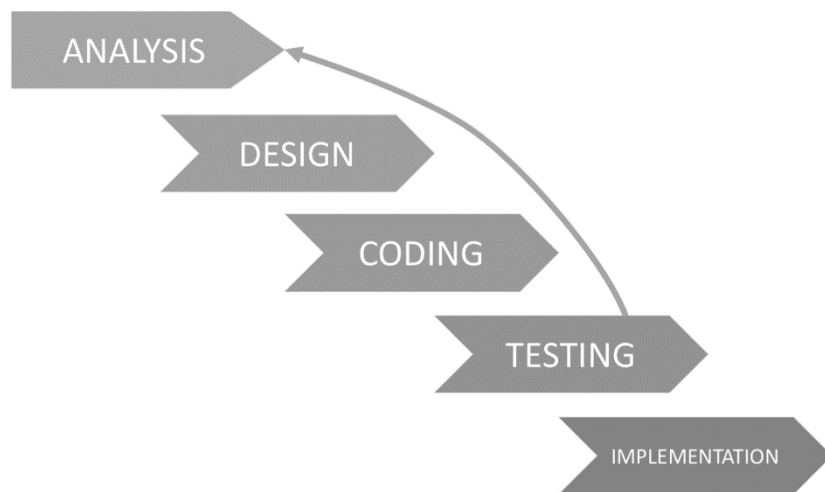 ANALYSIS
DESIGN
CODING
TESTING
IMPLEMENTATION